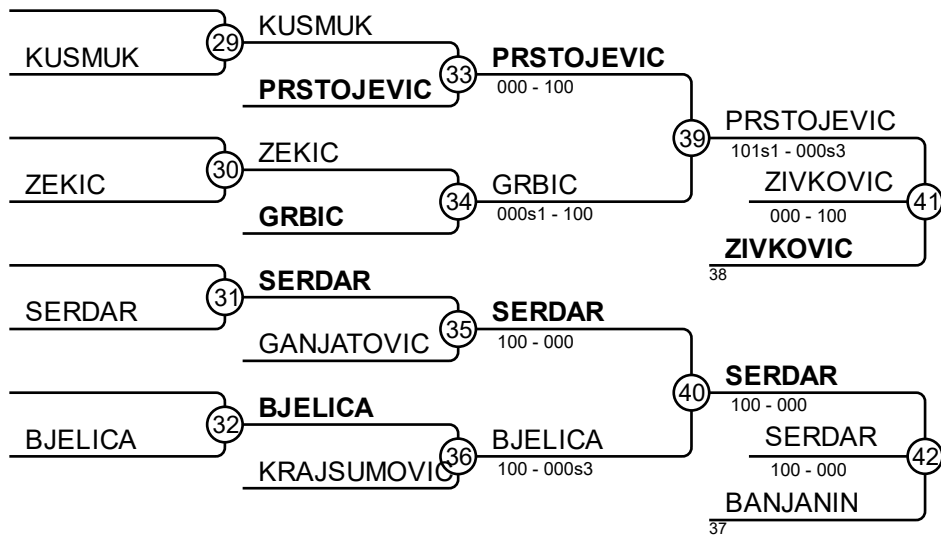 KUSMUK
29
KUSMUK
PRSTOJEVIC
33
PRSTOJEVIC
000 - 100
ZEKIC
30
ZEKIC
GRBIC
34
GRBIC
000s1 - 100
39
PRSTOJEVIC
101s1 - 000s3
ZIVKOVIC
000 - 100
41
ZIVKOVIC
38
SERDAR
31
SERDAR
GANJATOVIC
35
SERDAR
100 - 000
BJELICA
32
BJELICA
KRAJSUMOVIC
36
BJELICA
100 - 000s3
40
SERDAR
100 - 000
SERDAR
100 - 000
42
BANJANIN
37